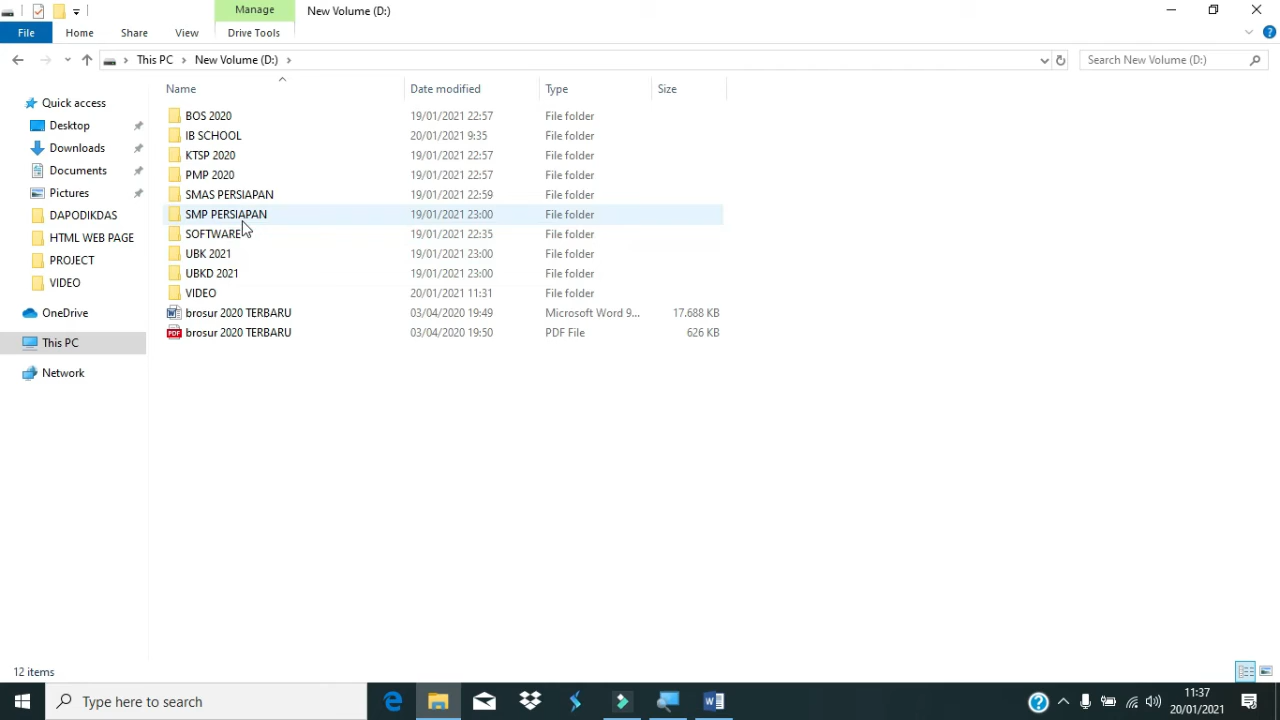 Manage
New Volume (D:)
File
Home
Share
View
Drive Tools
This PC
New Volume (D:)
Search New Volume (D:)
Name
Date modified
Type
Size
Quick access
Desktop
Downloads
Documents
Pictures
DAPODIKDAS
HTML WEB PAGE
PROJECT
VIDEO
OneDrive
This PC
Network
BOS 2020 19/01/2021 22:57 File folder
IB SCHOOL 20/01/2021 9:35 File folder
KTSP 2020 19/01/2021 22:57 File folder
PMP 2020 19/01/2021 22:57 File folder
SMAS PERSIAPAN 19/01/2021 22:59 File folder
SMP PERSIAPAN 19/01/2021 23:00 File folder
SOFTWARE 19/01/2021 22:35 File folder
UBK 2021 19/01/2021 23:00 File folder
UBKD 2021 19/01/2021 23:00 File folder
VIDEO 20/01/2021 11:31 File folder
brosur 2020 TERBARU 03/04/2020 19:49 Microsoft Word 9... 17.688 KB
PDF brosur 2020 TERBARU 03/04/2020 19:50 PDF File 626 KB
12 items
Type here to search
11:37
20/01/2021